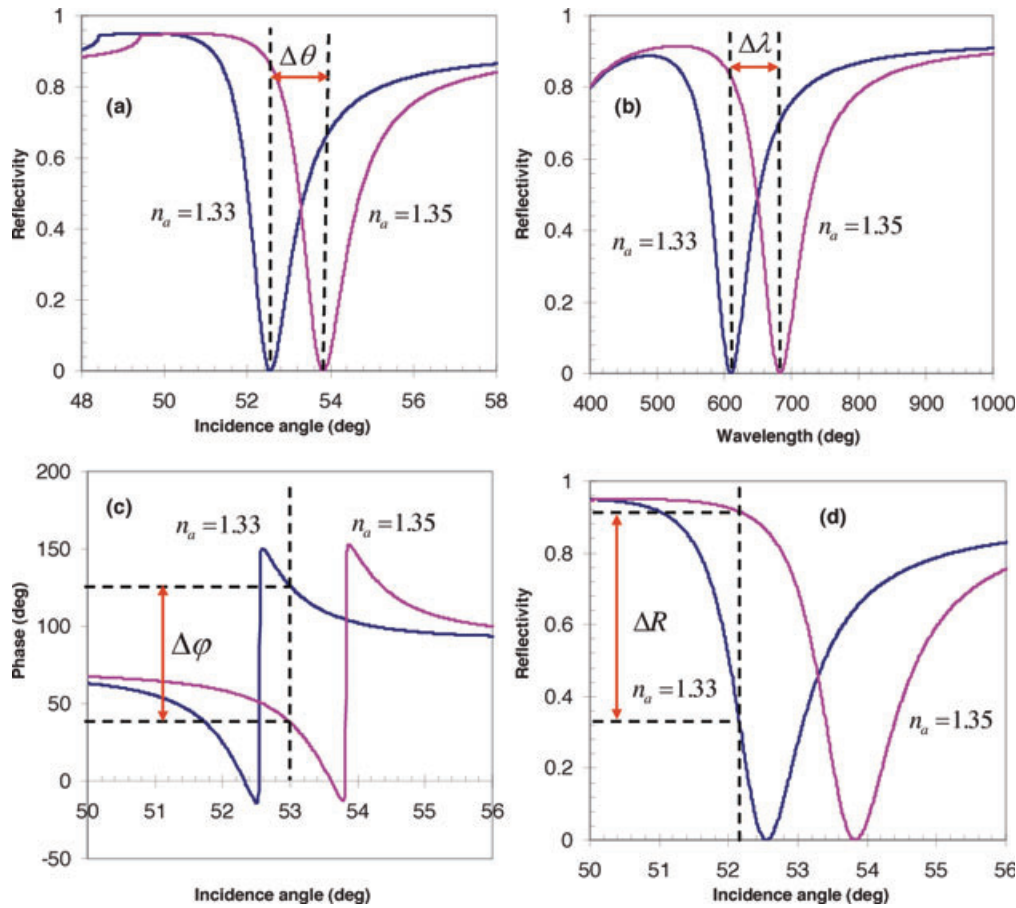 (a)
Δθ
n_a = 1.33
n_a = 1.35
Reflectivity
1
0.8
0.6
0.4
0.2
0
48 50 52 54 56 58
Incidence angle (deg)
(b)
Δλ
n_a = 1.33
n_a = 1.35
Reflectivity
1
0.8
0.6
0.4
0.2
0
400 500 600 700 800 900 1000
Wavelength (deg)
(c)
n_a = 1.33
n_a = 1.35
Δφ
Phase (deg)
200
150
100
50
0
-50
50 51 52 53 54 55 56
Incidence angle (deg)
(d)
ΔR
n_a = 1.33
n_a = 1.35
Reflectivity
1
0.8
0.6
0.4
0.2
0
50 51 52 53 54 55 56
Incidence angle (deg)